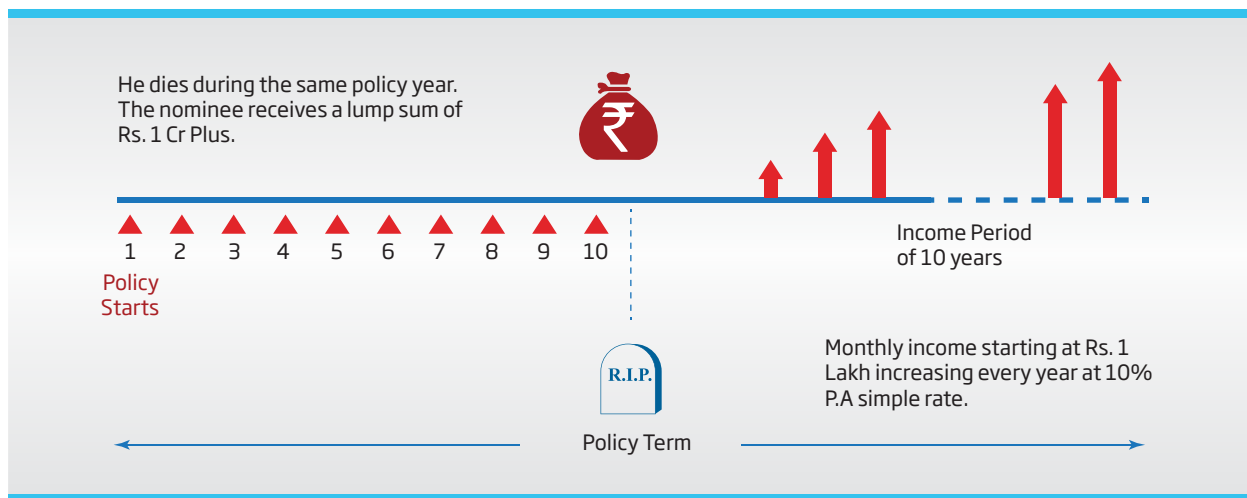 He dies during the same policy year.
The nominee receives a lump sum of
Rs. 1 Cr Plus.
₹
1 2 3 4 5 6 7 8 9 10
Policy
Starts
Income Period
of 10 years
R.I.P.
Monthly income starting at Rs. 1
Lakh increasing every year at 10%
P.A simple rate.
Policy Term